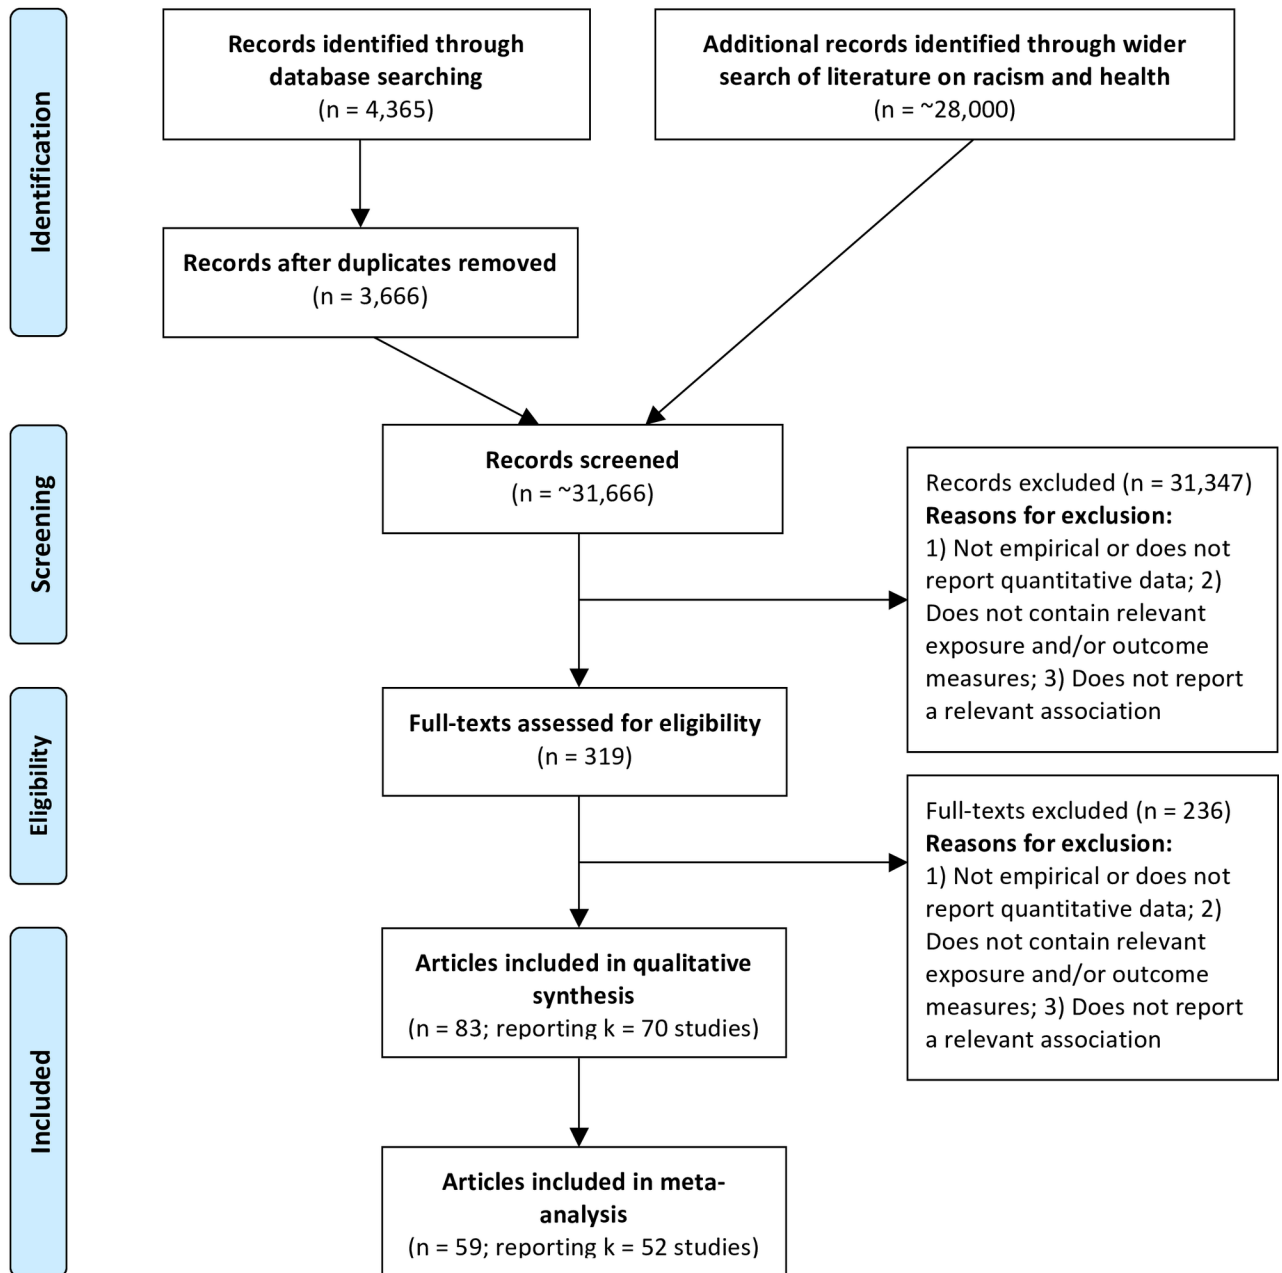 Identification
Records identified through
database searching
(n = 4,365)
Additional records identified through wider
search of literature on racism and health
(n = ~28,000)
Records after duplicates removed
(n = 3,666)
Screening
Records screened
(n = ~31,666)
Records excluded (n = 31,347)
Reasons for exclusion:
1) Not empirical or does not
report quantitative data; 2)
Does not contain relevant
exposure and/or outcome
measures; 3) Does not report
a relevant association
Eligibility
Full-texts assessed for eligibility
(n = 319)
Full-texts excluded (n = 236)
Reasons for exclusion:
1) Not empirical or does not
report quantitative data; 2)
Does not contain relevant
exposure and/or outcome
measures; 3) Does not report
a relevant association
Included
Articles included in qualitative
synthesis
(n = 83; reporting k = 70 studies)
Articles included in meta-
analysis
(n = 59; reporting k = 52 studies)